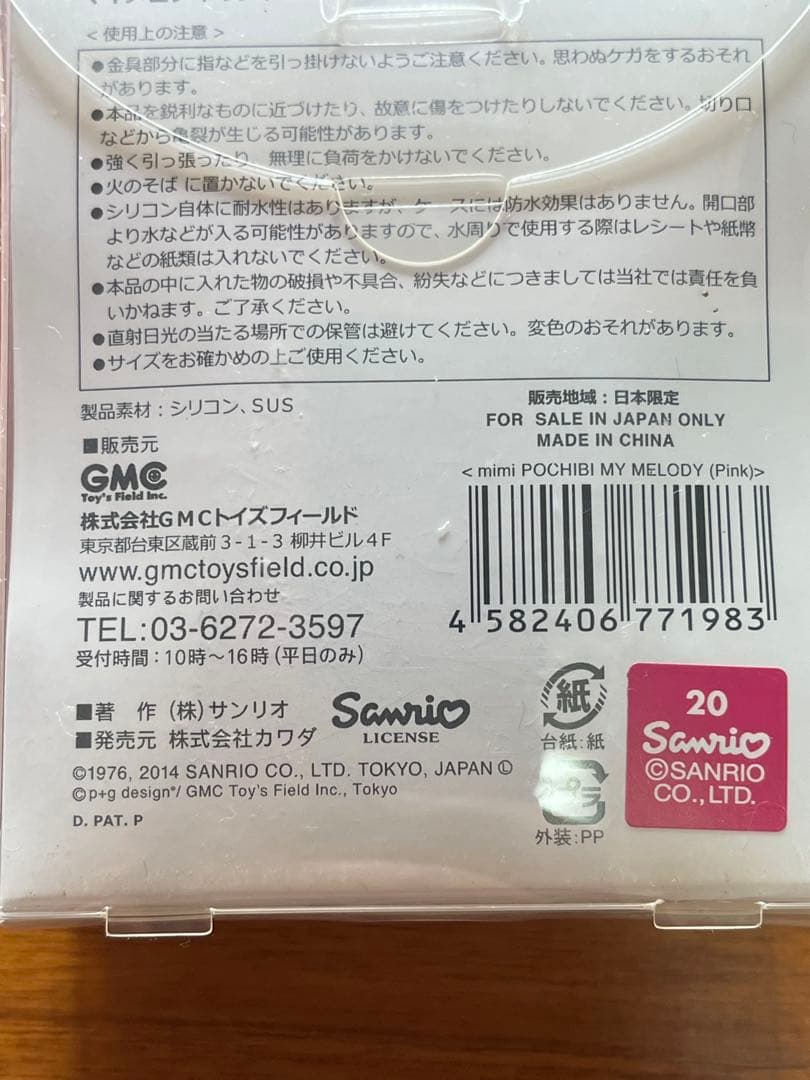 <使用上の注意>
●金具部分に指などを引っ掛けないようご注意ください。思わぬケガをするおそれ
があります。
●本品を鋭利なものに近づけたり、故意に傷をつけたりしないでください。切り口
などから亀裂が生じる可能性があります。
●強く引っ張ったり、無理に負荷をかけないでください。
●火のそばに置かないでください。
●シリコン自体に耐水性はありますが、ケースには防水効果はありません。開口部
より水などが入る可能性がありますので、水周りで使用する際はレシートや紙幣
などの紙類は入れないでください。
●本品の中に入れた物の破損や不具合、紛失などにつきましては当社では責任を負
いかねます。ご了承ください。
●直射日光の当たる場所での保管は避けてください。変色のおそれがあります。
●サイズをお確かめの上ご使用ください。
製品素材：シリコン、SUS
■販売元
GMC
Toy's Field Inc.
株式会社GMCトイズフィールド
東京都台東区蔵前3-1-3 柳井ビル4F
www.gmctoysfield.co.jp
製品に関するお問い合わせ
TEL:03-6272-3597
受付時間：10時～16時(平日のみ)
販売地域：日本限定
FOR SALE IN JAPAN ONLY
MADE IN CHINA
< mimi POCHIBI MY MELODY (Pink)>
4 582406 771983
■著 作 (株)サンリオ
■発売元 株式会社カワダ
Sanrio
LICENSE
紙
台紙：紙
プラ
外装：PP
20
Sanrio
©SANRIO
CO.,LTD.
©1976, 2014 SANRIO CO., LTD. TOKYO, JAPAN Ⓛ
©p+g design®/ GMC Toy's Field Inc., Tokyo
D. PAT. P